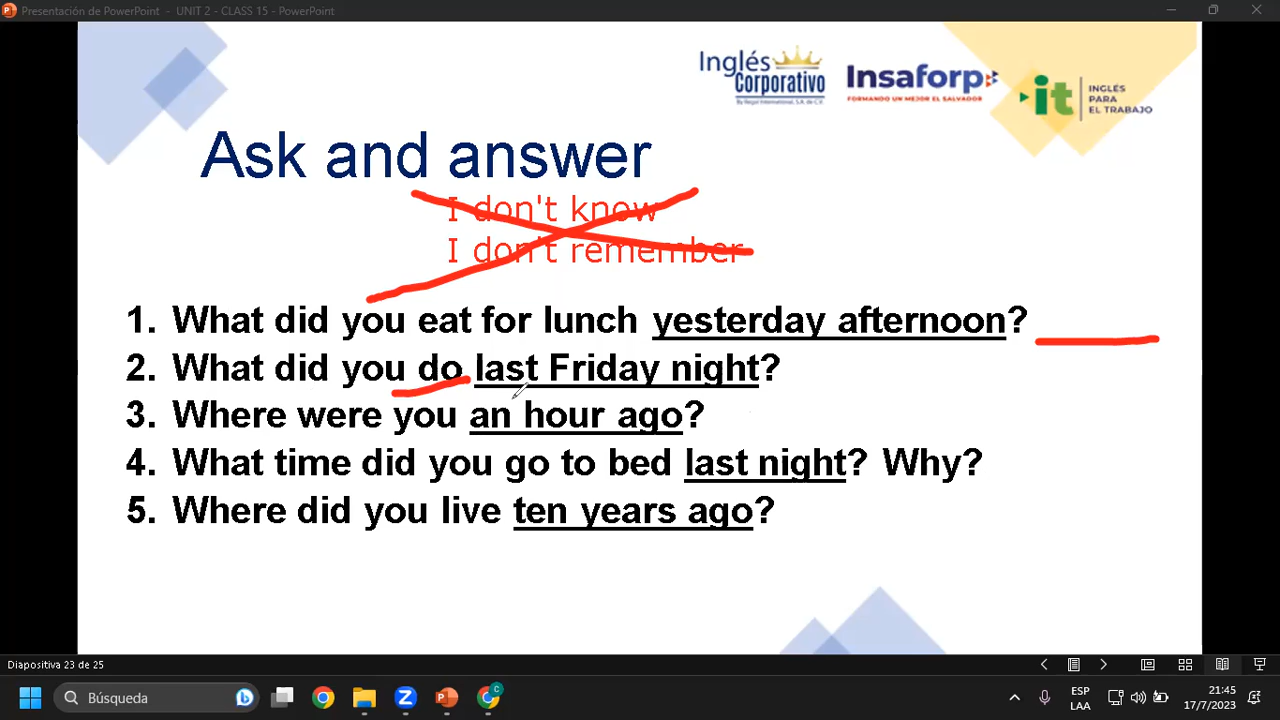 Presentación de PowerPoint - UNIT 2 - CLASS 15 - PowerPoint
Inglés
Corporativo
By Regal International, S.A. de C.V.
Insaforp
FORMANDO UN MEJOR EL SALVADOR
it
INGLÉS
PARA
EL TRABAJO
Ask and answer
I don't know
I don't remember
1. What did you eat for lunch yesterday afternoon?
2. What did you do last Friday night?
3. Where were you an hour ago?
4. What time did you go to bed last night? Why?
5. Where did you live ten years ago?
Diapositiva 23 de 25
Búsqueda
C
ESP
LAA
21:45
17/7/2023